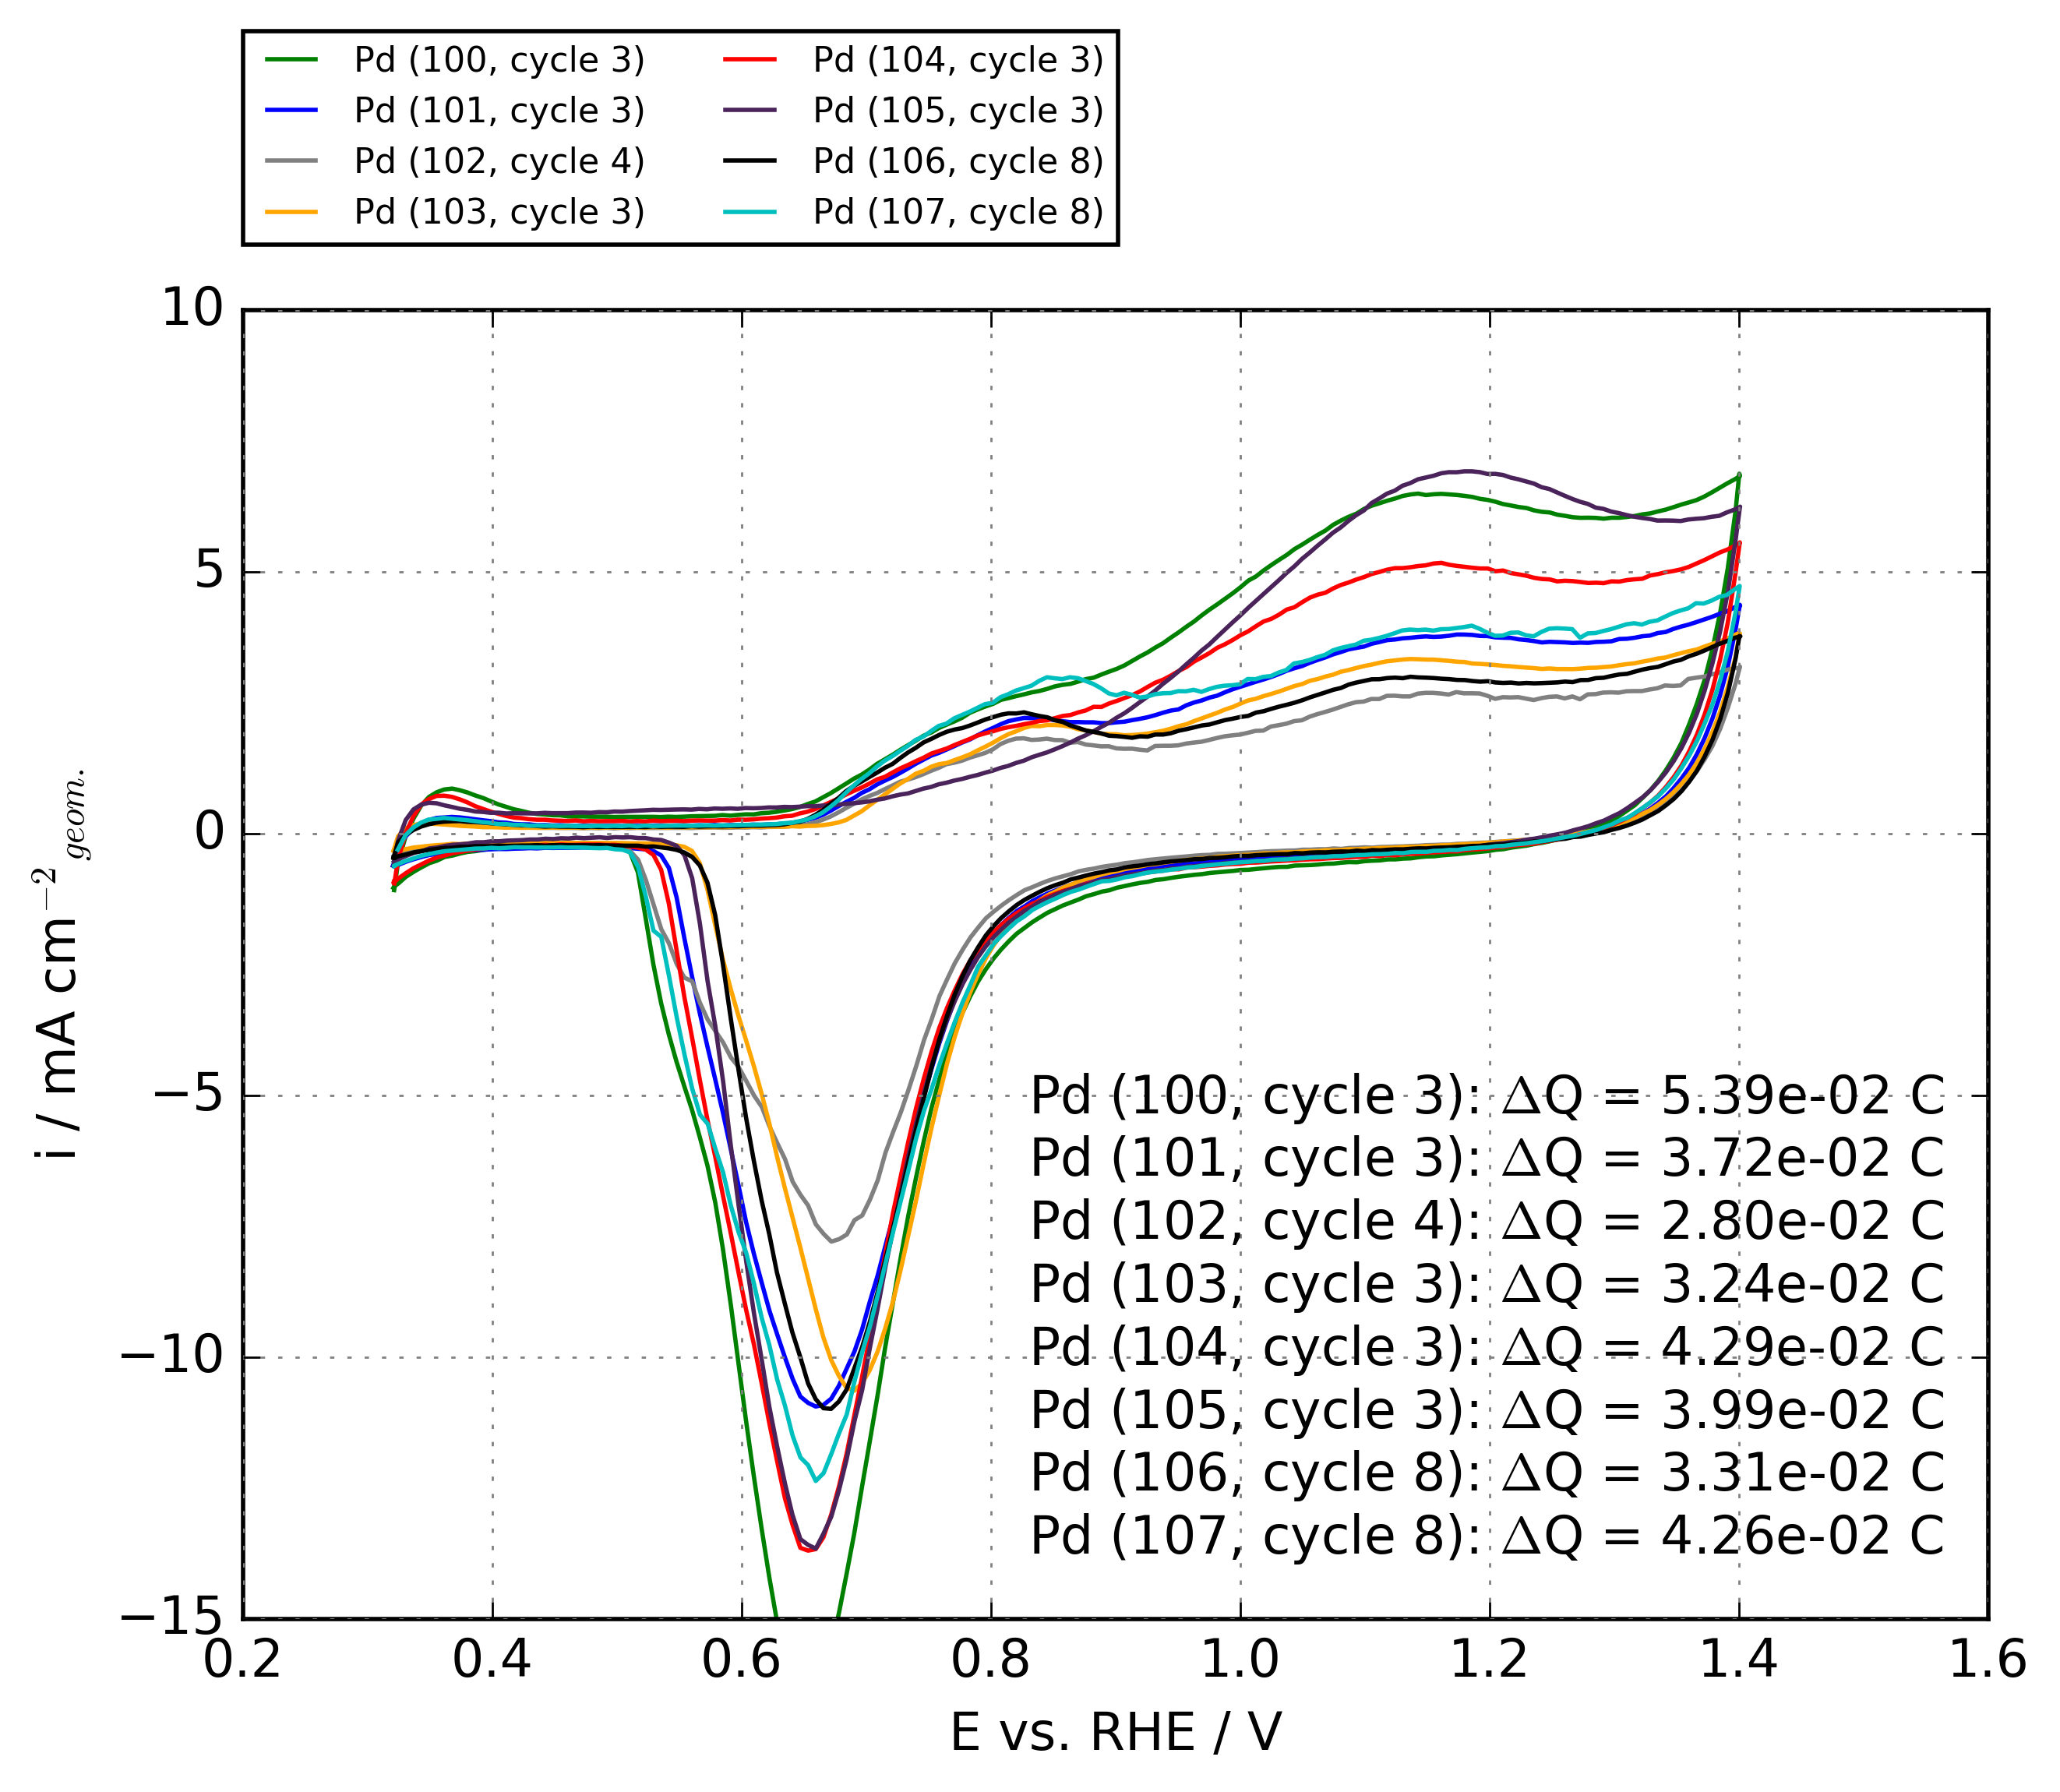 Pd (100, cycle 3)
Pd (101, cycle 3)
Pd (102, cycle 4)
Pd (103, cycle 3)
Pd (104, cycle 3)
Pd (105, cycle 3)
Pd (106, cycle 8)
Pd (107, cycle 8)
10
5
0
−5
−10
−15
i / mA cm⁻² geom.
Pd (100, cycle 3): ΔQ = 5.39e-02 C
Pd (101, cycle 3): ΔQ = 3.72e-02 C
Pd (102, cycle 4): ΔQ = 2.80e-02 C
Pd (103, cycle 3): ΔQ = 3.24e-02 C
Pd (104, cycle 3): ΔQ = 4.29e-02 C
Pd (105, cycle 3): ΔQ = 3.99e-02 C
Pd (106, cycle 8): ΔQ = 3.31e-02 C
Pd (107, cycle 8): ΔQ = 4.26e-02 C
0.2 0.4 0.6 0.8 1.0 1.2 1.4 1.6
E vs. RHE / V